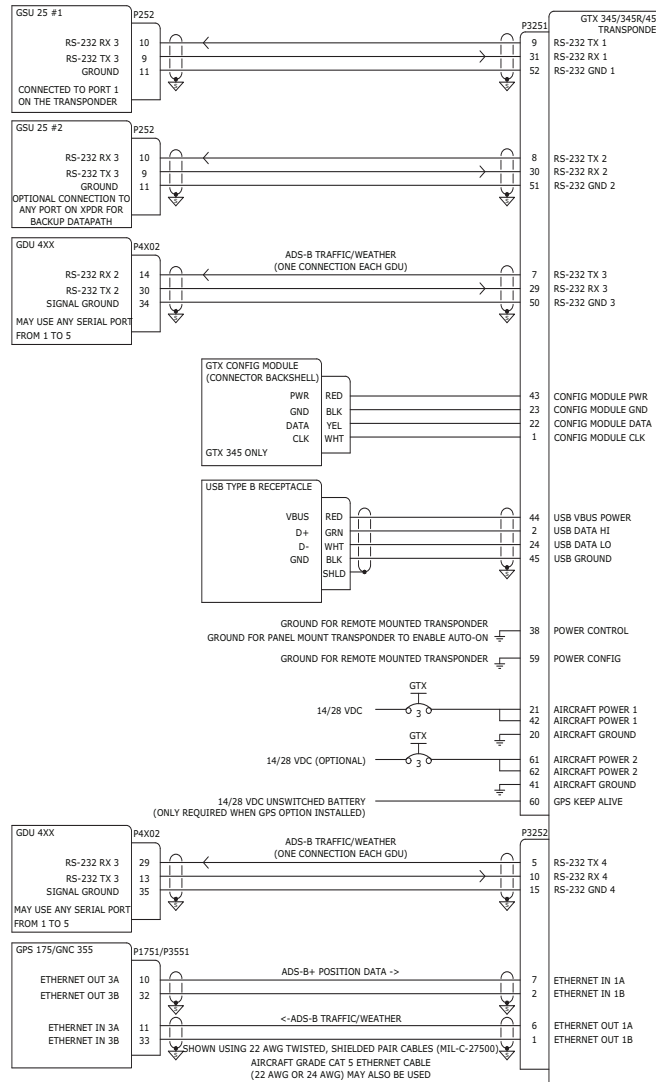 GSU 25 #1
P252
P3251
GTX 345/345R/45
TRANSPONDE
RS-232 RX 3 10 9 RS-232 TX 1
RS-232 TX 3 9 31 RS-232 RX 1
GROUND 11 52 RS-232 GND 1
CONNECTED TO PORT 1
ON THE TRANSPONDER
GSU 25 #2
P252
RS-232 RX 3 10 8 RS-232 TX 2
RS-232 TX 3 9 30 RS-232 RX 2
GROUND 11 51 RS-232 GND 2
OPTIONAL CONNECTION TO
ANY PORT ON XPDR FOR
BACKUP DATAPATH
GDU 4XX
P4X02
ADS-B TRAFFIC/WEATHER
(ONE CONNECTION EACH GDU)
RS-232 RX 2 14 7 RS-232 TX 3
RS-232 TX 2 30 29 RS-232 RX 3
SIGNAL GROUND 34 50 RS-232 GND 3
MAY USE ANY SERIAL PORT
FROM 1 TO 5
GTX CONFIG MODULE
(CONNECTOR BACKSHELL)
PWR RED 43 CONFIG MODULE PWR
GND BLK 23 CONFIG MODULE GND
DATA YEL 22 CONFIG MODULE DATA
CLK WHT 1 CONFIG MODULE CLK
GTX 345 ONLY
USB TYPE B RECEPTACLE
VBUS RED 44 USB VBUS POWER
D+ GRN 2 USB DATA HI
D- WHT 24 USB DATA LO
GND BLK 45 USB GROUND
SHLD
GROUND FOR REMOTE MOUNTED TRANSPONDER
GROUND FOR PANEL MOUNT TRANSPONDER TO ENABLE AUTO-ON
38 POWER CONTROL
GROUND FOR REMOTE MOUNTED TRANSPONDER 59 POWER CONFIG
GTX
14/28 VDC 3 21 AIRCRAFT POWER 1
42 AIRCRAFT POWER 1
20 AIRCRAFT GROUND
GTX
14/28 VDC (OPTIONAL) 3 61 AIRCRAFT POWER 2
62 AIRCRAFT POWER 2
41 AIRCRAFT GROUND
14/28 VDC UNSWITCHED BATTERY 60 GPS KEEP ALIVE
(ONLY REQUIRED WHEN GPS OPTION INSTALLED)
GDU 4XX
P4X02
P3252
ADS-B TRAFFIC/WEATHER
(ONE CONNECTION EACH GDU)
RS-232 RX 3 29 5 RS-232 TX 4
RS-232 TX 3 13 10 RS-232 RX 4
SIGNAL GROUND 35 15 RS-232 GND 4
MAY USE ANY SERIAL PORT
FROM 1 TO 5
GPS 175/GNC 355
P1751/P3551
ADS-B+ POSITION DATA ->
ETHERNET OUT 3A 10 7 ETHERNET IN 1A
ETHERNET OUT 3B 32 2 ETHERNET IN 1B
<-ADS-B TRAFFIC/WEATHER
ETHERNET IN 3A 11 6 ETHERNET OUT 1A
ETHERNET IN 3B 33 1 ETHERNET OUT 1B
SHOWN USING 22 AWG TWISTED, SHIELDED PAIR CABLES (MIL-C-27500)
AIRCRAFT GRADE CAT 5 ETHERNET CABLE
(22 AWG OR 24 AWG) MAY ALSO BE USED